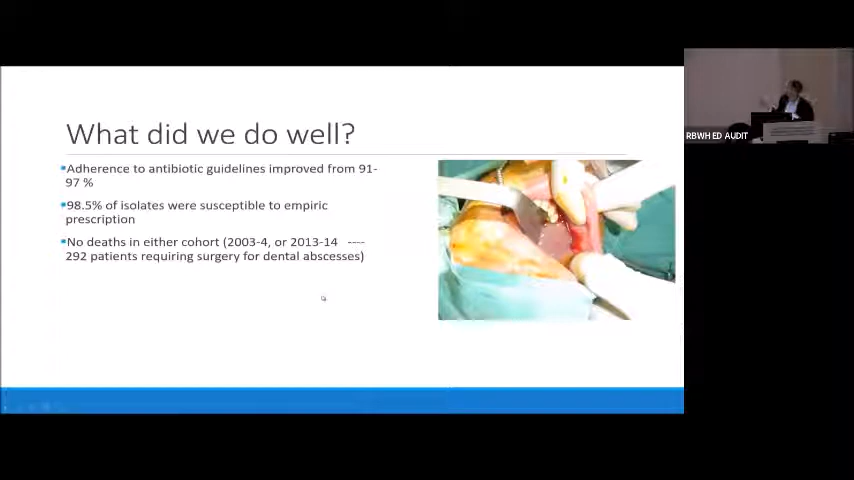 What did we do well?
Adherence to antibiotic guidelines improved from 91-
97 %
98.5% of isolates were susceptible to empiric
prescription
No deaths in either cohort (2003-4, or 2013-14 ----
292 patients requiring surgery for dental abscesses)
RBWH ED AUDIT